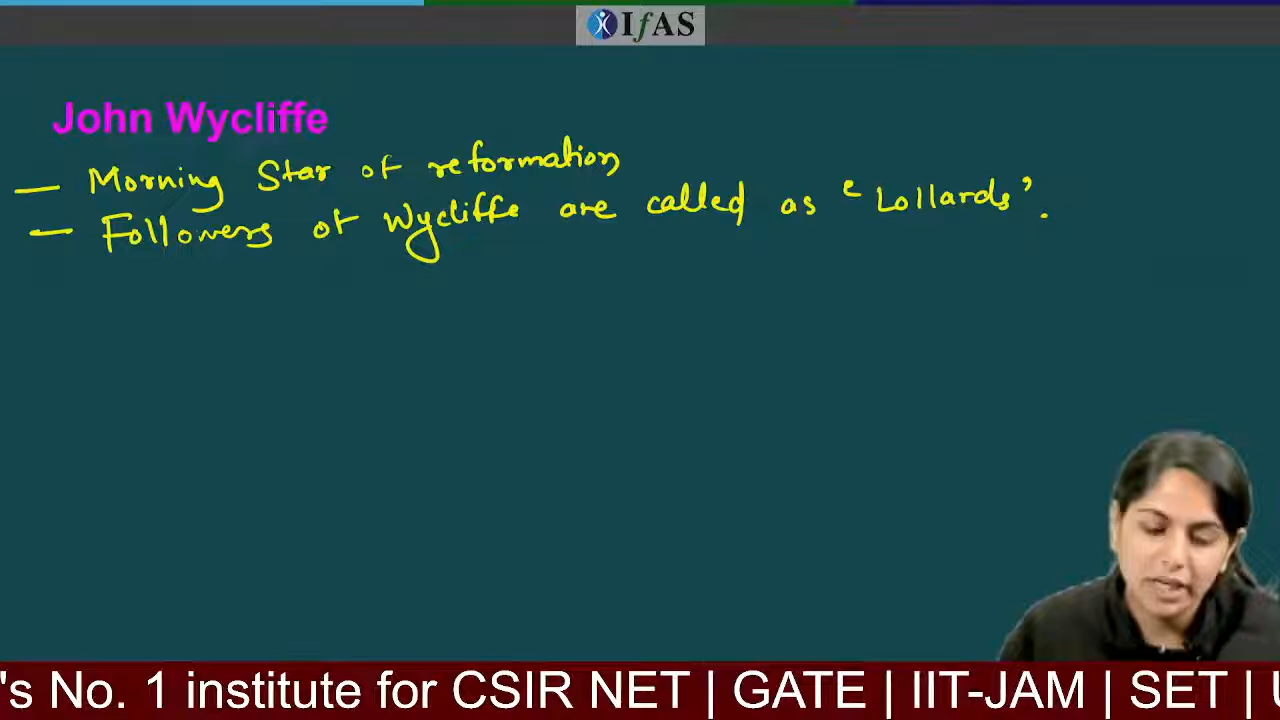 IfAS
John Wycliffe
— Morning Star of reformation
— Followers of Wycliffe are called as ‘Lollards’.
's No. 1 institute for CSIR NET | GATE | IIT-JAM | SET |